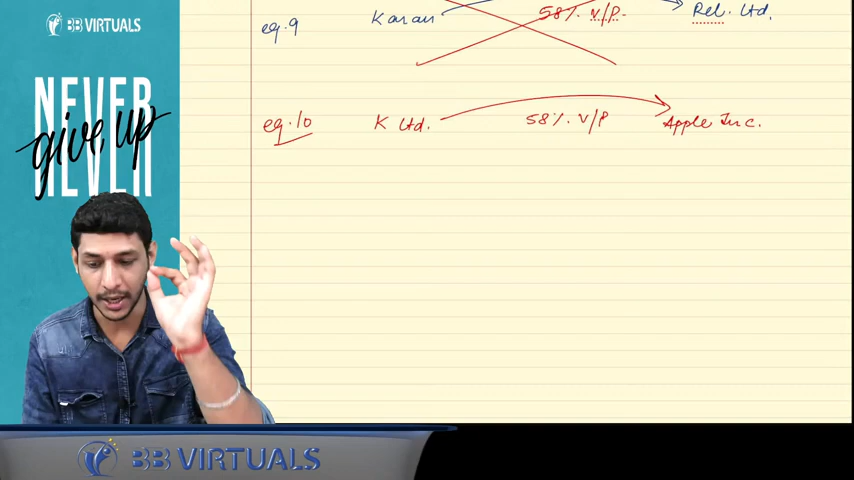 BB VIRTUALS
NEVER
give up
NEVER
eg.9 Karan 58% V/P. Rel. Ltd.
eg.10 K Ltd. 58% V/P Apple Inc.
BB VIRTUALS